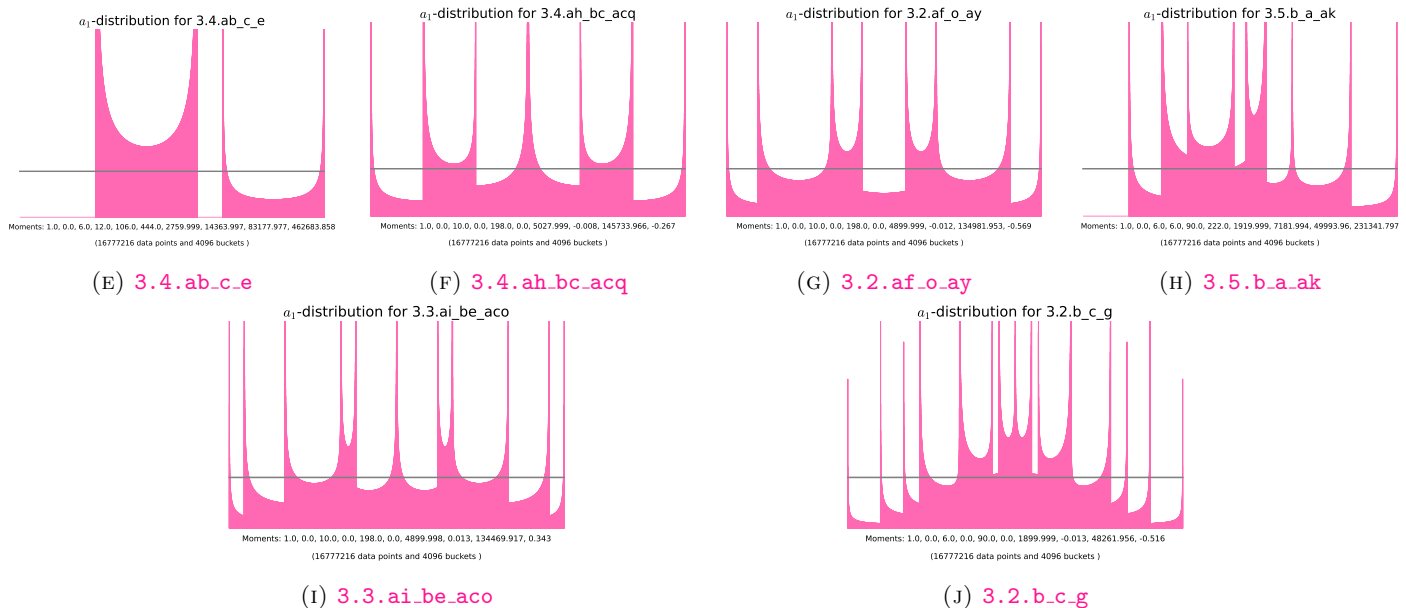 a₁-distribution for 3.4.ab_c_e
Moments: 1.0, 0.0, 6.0, 12.0, 106.0, 444.0, 2759.999, 14363.997, 83177.977, 462683.858
(16777216 data points and 4096 buckets )
(E) 3.4.ab_c_e
a₁-distribution for 3.4.ah_bc_acq
Moments: 1.0, 0.0, 10.0, 0.0, 198.0, 0.0, 5027.999, -0.008, 145733.966, -0.267
(16777216 data points and 4096 buckets )
(F) 3.4.ah_bc_acq
a₁-distribution for 3.2.af_o_ay
Moments: 1.0, 0.0, 10.0, 0.0, 198.0, 0.0, 4899.999, -0.012, 134981.953, -0.569
(16777216 data points and 4096 buckets )
(G) 3.2.af_o_ay
a₁-distribution for 3.5.b_a_ak
Moments: 1.0, 0.0, 6.0, 6.0, 90.0, 222.0, 1919.999, 7181.994, 49993.96, 231341.797
(16777216 data points and 4096 buckets )
(H) 3.5.b_a_ak
a₁-distribution for 3.3.ai_be_aco
Moments: 1.0, 0.0, 10.0, 0.0, 198.0, 0.0, 4899.998, 0.013, 134469.917, 0.343
(16777216 data points and 4096 buckets )
(I) 3.3.ai_be_aco
a₁-distribution for 3.2.b_c_g
Moments: 1.0, 0.0, 6.0, 0.0, 90.0, 0.0, 1899.999, -0.013, 48261.956, -0.516
(16777216 data points and 4096 buckets )
(J) 3.2.b_c_g